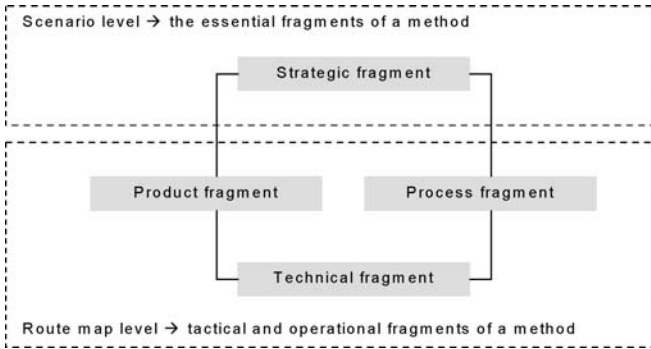 Scenario level → the essential fragments of a method
Strategic fragment
Product fragment
Process fragment
Technical fragment
Route map level → tactical and operational fragments of a method